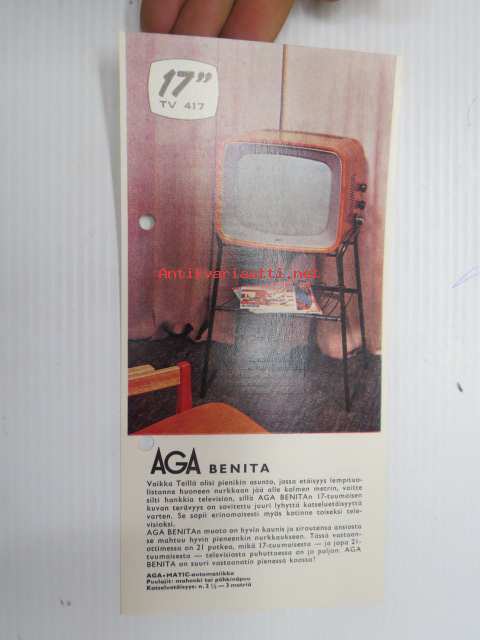 17"
TV 417
Antikvariaatti.net
AGA BENITA
Vaikka Teillä olisi pienikin asunto, jossa etäisyys lempituo-
listanne huoneen nurkkaan jää alle kolmen metrin, voitte
silti hankkia television, sillä AGA BENITAn 17-tuumaisen
kuvan terävyys on sovitettu juuri lyhyttä katseluetäisyyttä
varten. Se sopii erinomaisesti myös kotinne toiseksi tele-
visioksi.
AGA BENITAn muoto on hyvin kaunis ja siroutensa ansiosta
se mahtuu hyvin pieneenkin nurkkaukseen. Tässä vastaan-
ottimessa on 21 putkea, mikä 17-tuumaisesta — ja jopa 21-
tuumaisesta — televisiosta puhuttaessa on jo paljon. AGA
BENITA on suuri vastaanotin pienessä koossa!
AGA-MATIC-automatiikka
Puulajit: mahonki tai pähkinäpuu
Katseluetäisyys: n. 2 ½ — 3 metriä